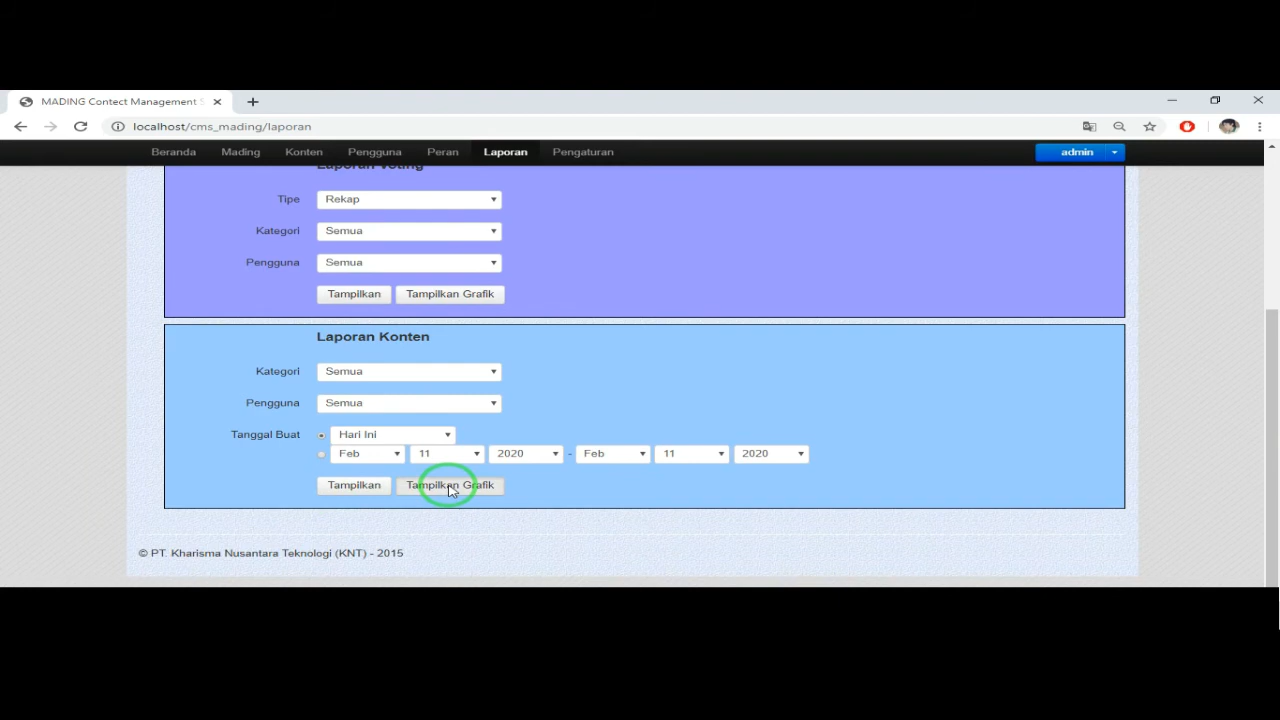 MADING Contect Management S
localhost/cms_mading/laporan
Beranda Mading Konten Pengguna Peran Laporan Pengaturan admin
Laporan Voting
Tipe Rekap
Kategori Semua
Pengguna Semua
Tampilkan Tampilkan Grafik
Laporan Konten
Kategori Semua
Pengguna Semua
Tanggal Buat Hari Ini
Feb 11 2020 - Feb 11 2020
Tampilkan Tampilkan Grafik
© PT. Kharisma Nusantara Teknologi (KNT) - 2015